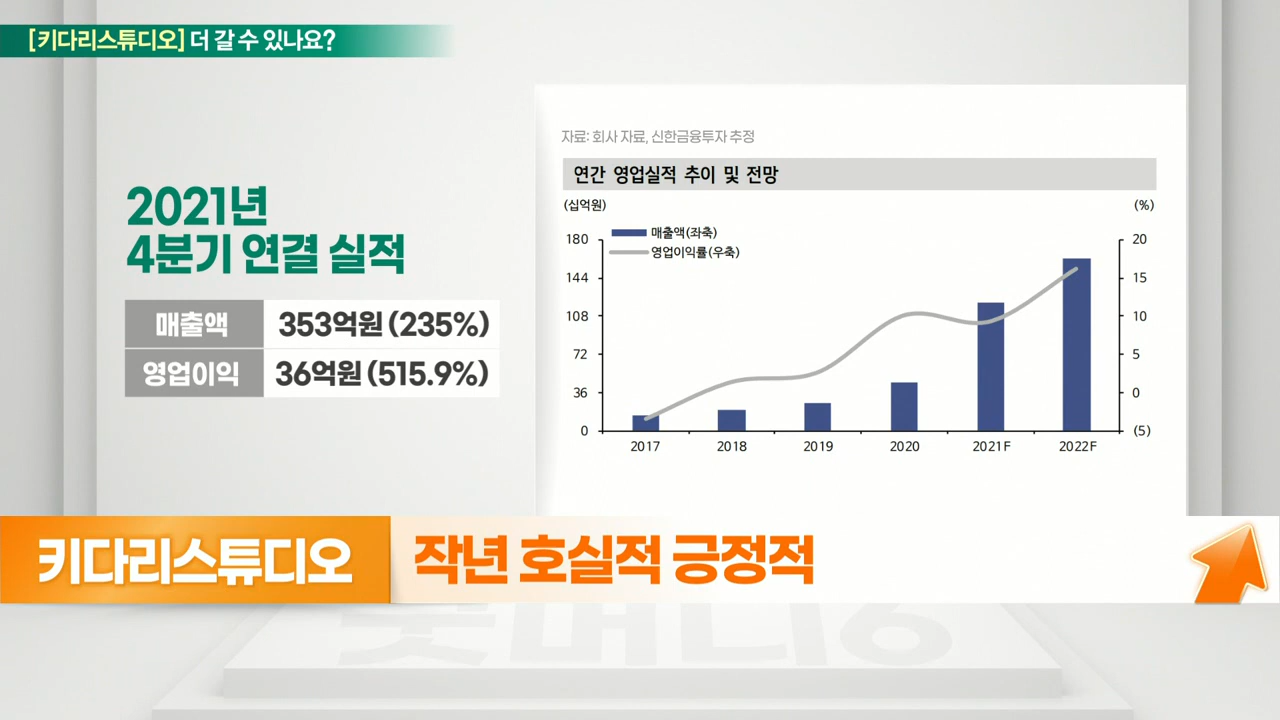 [키다리스튜디오] 더 갈 수 있나요?
2021년
4분기 연결 실적
매출액 353억원 (235%)
영업이익 36억원 (515.9%)
자료: 회사 자료, 신한금융투자 추정
연간 영업실적 추이 및 전망
(십억원) (%)
매출액(좌축)
영업이익률(우축)
180 20
144 15
108 10
72 5
36 0
0 (5)
2017 2018 2019 2020 2021F 2022F
키다리스튜디오 작년 호실적 긍정적
굿머니6